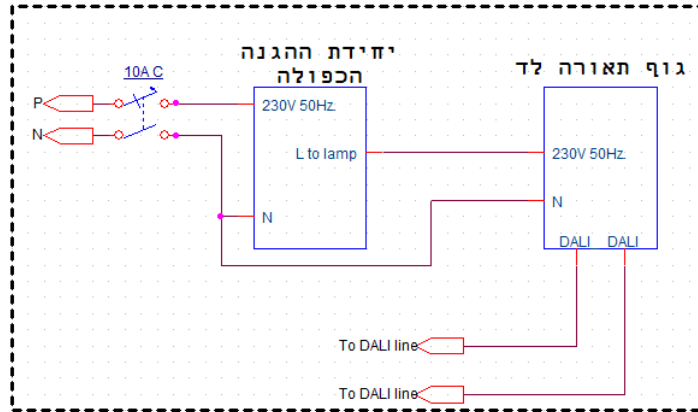 יחידת ההגנה
הכפולה
גוף תאורה לד
10A C
P
N
230V 50Hz.
L to lamp
N
230V 50Hz.
N
DALI DALI
To DALI line
To DALI line